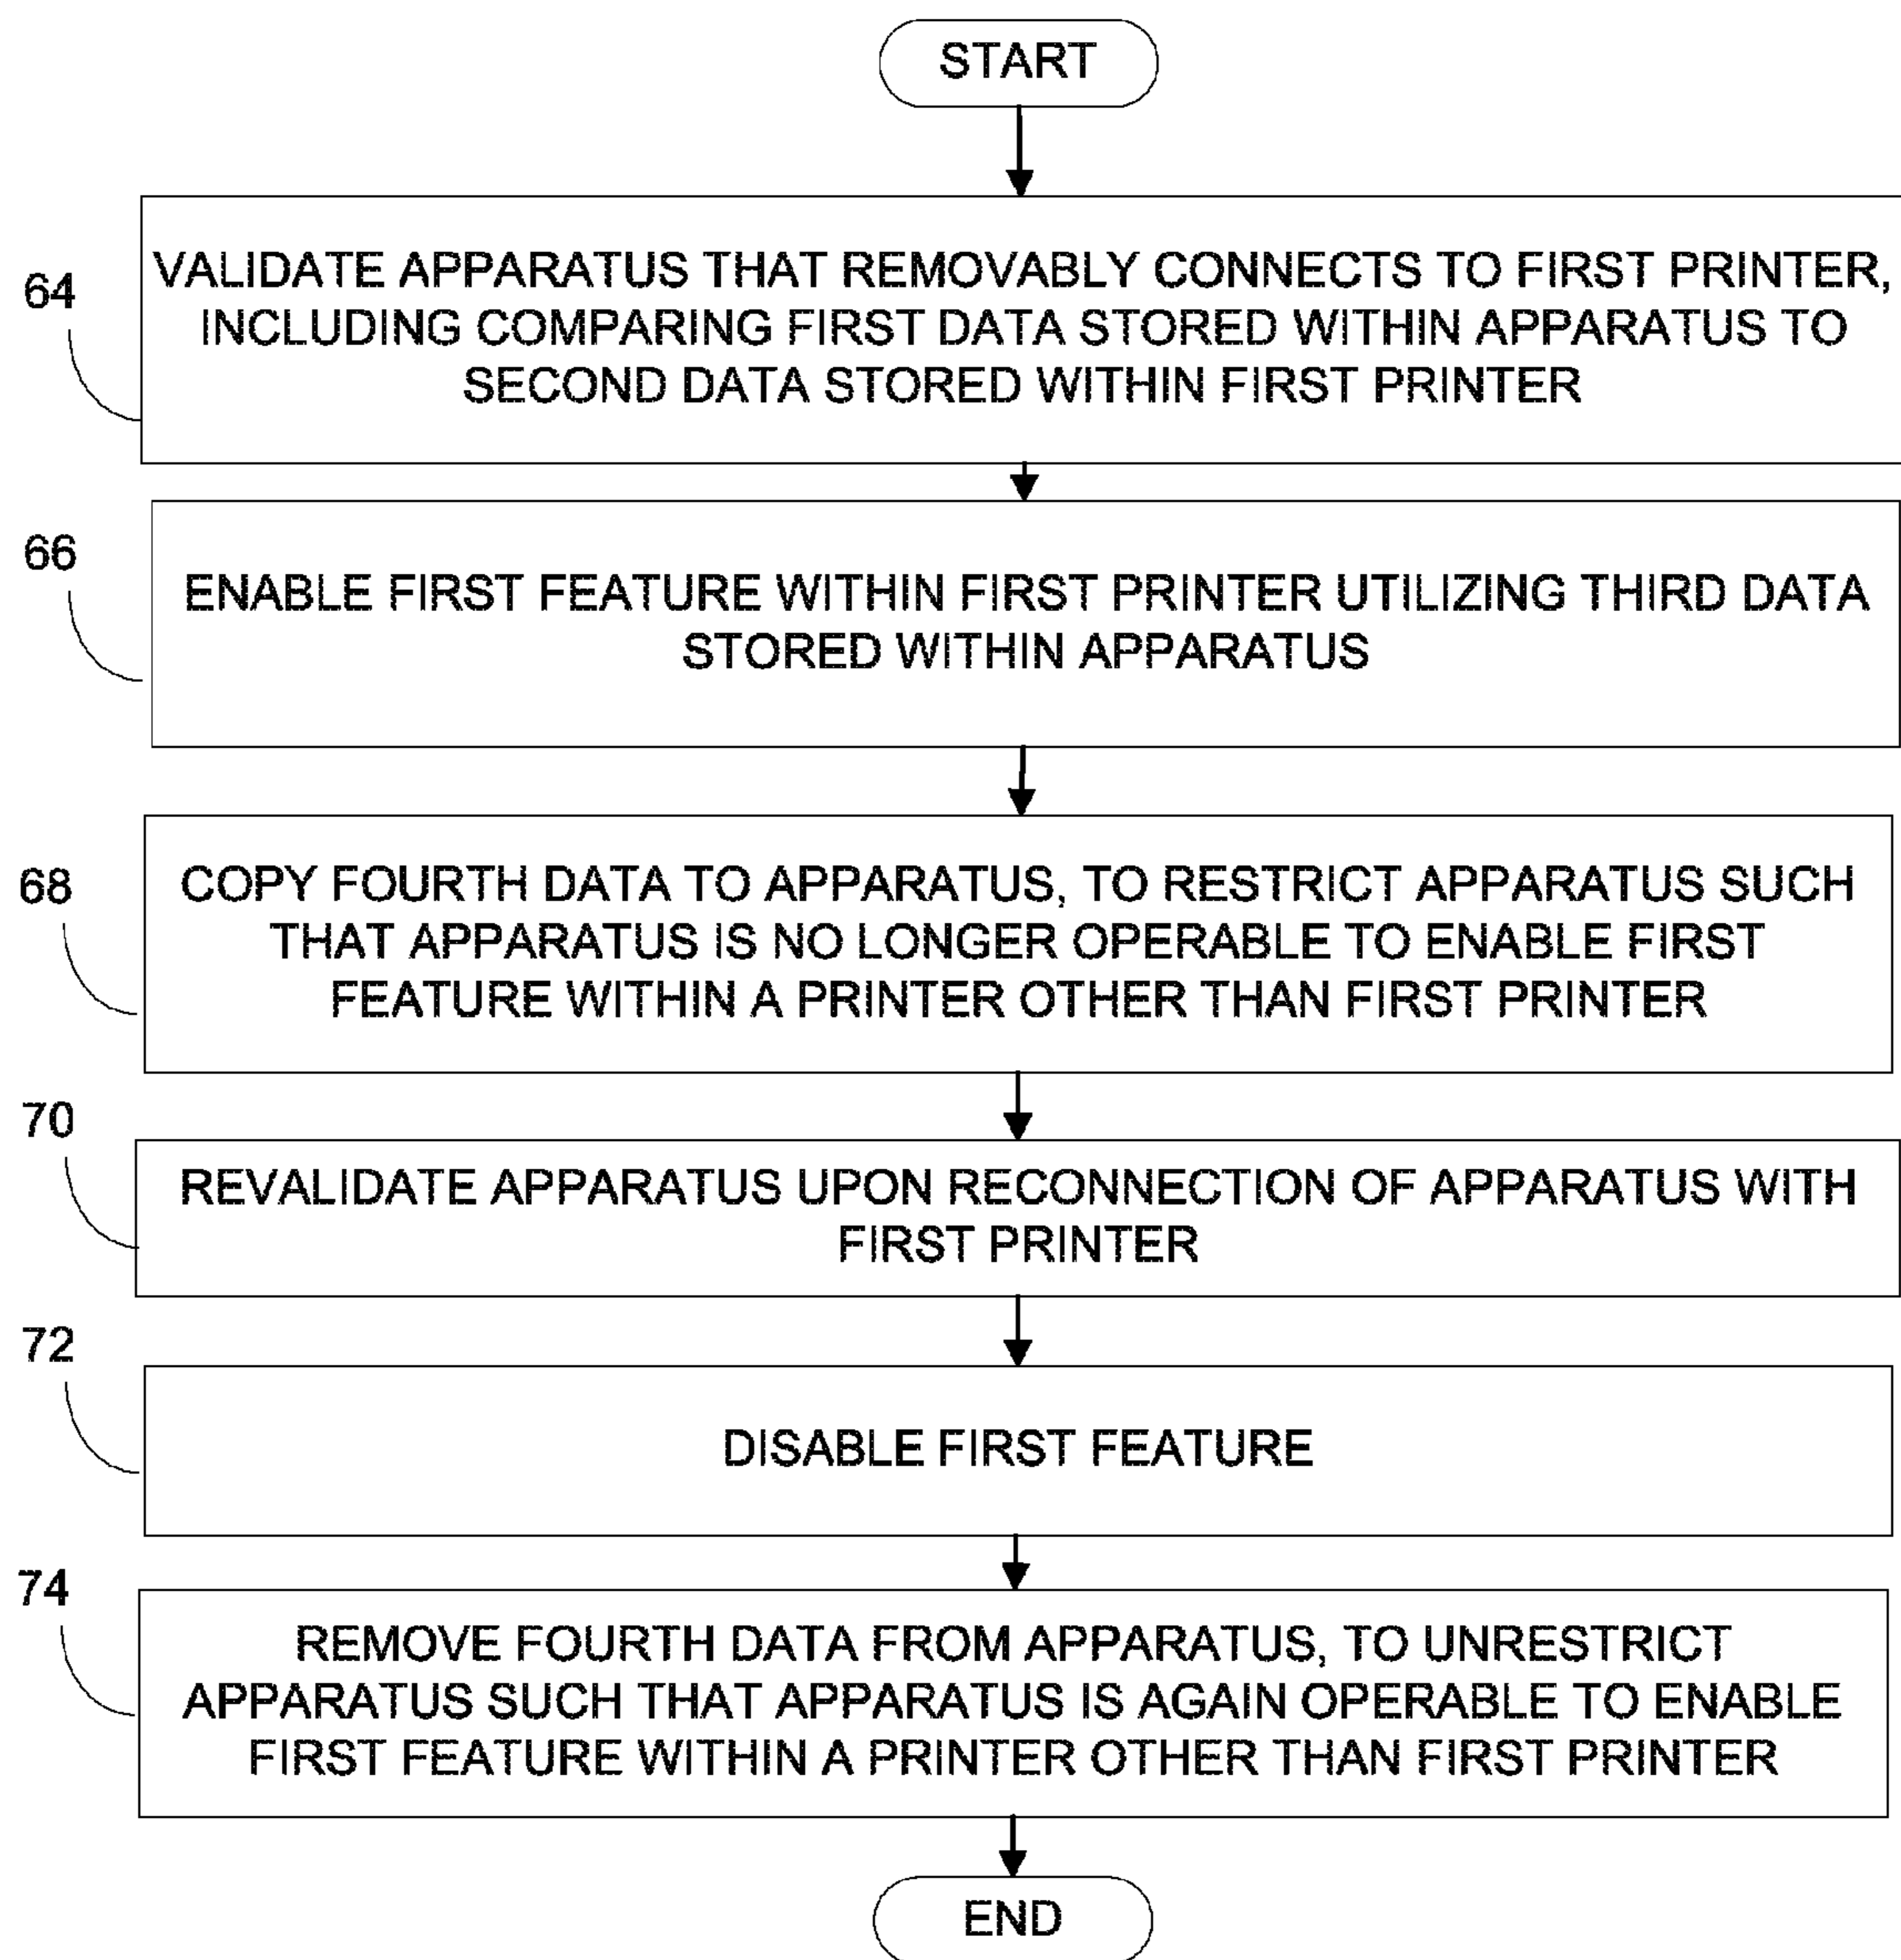 START
64
VALIDATE APPARATUS THAT REMOVABLY CONNECTS TO FIRST PRINTER,
INCLUDING COMPARING FIRST DATA STORED WITHIN APPARATUS TO
SECOND DATA STORED WITHIN FIRST PRINTER
66
ENABLE FIRST FEATURE WITHIN FIRST PRINTER UTILIZING THIRD DATA
STORED WITHIN APPARATUS
68
COPY FOURTH DATA TO APPARATUS, TO RESTRICT APPARATUS SUCH
THAT APPARATUS IS NO LONGER OPERABLE TO ENABLE FIRST
FEATURE WITHIN A PRINTER OTHER THAN FIRST PRINTER
70
REVALIDATE APPARATUS UPON RECONNECTION OF APPARATUS WITH
FIRST PRINTER
72
DISABLE FIRST FEATURE
74
REMOVE FOURTH DATA FROM APPARATUS, TO UNRESTRICT
APPARATUS SUCH THAT APPARATUS IS AGAIN OPERABLE TO ENABLE
FIRST FEATURE WITHIN A PRINTER OTHER THAN FIRST PRINTER
END